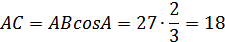 AC = ABcosA = 27 · 2/3 = 18